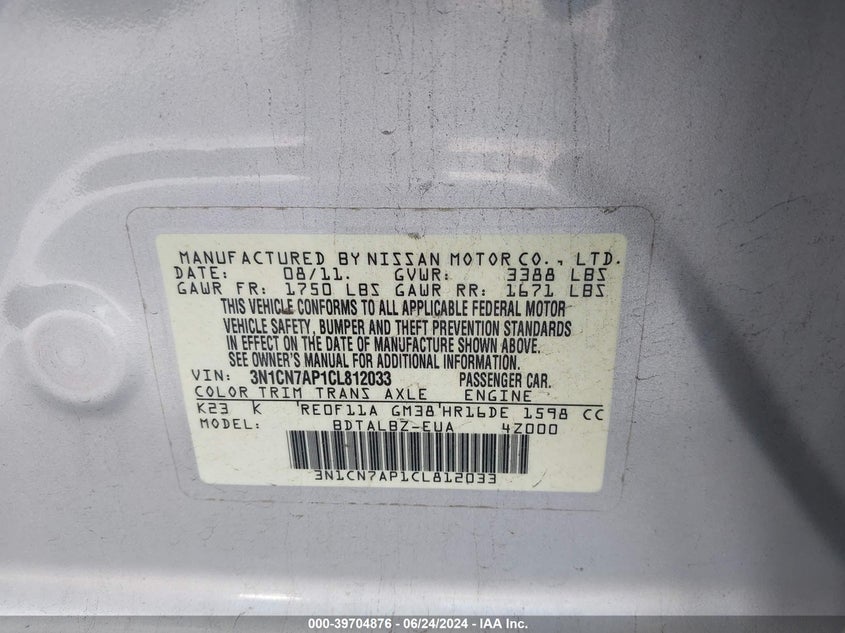 MANUFACTURED BY NISSAN MOTOR CO., LTD.
DATE: 08/11. GVWR: 3388 LBS
GAWR FR: 1750 LBS GAWR RR: 1671 LBS
THIS VEHICLE CONFORMS TO ALL APPLICABLE FEDERAL MOTOR
VEHICLE SAFETY, BUMPER AND THEFT PREVENTION STANDARDS
IN EFFECT ON THE DATE OF MANUFACTURE SHOWN ABOVE.
SEE OWNER'S MANUAL FOR ADDITIONAL INFORMATION.
VIN: 3N1CN7AP1CL812033 PASSENGER CAR.
COLOR TRIM TRANS AXLE ENGINE
K23 K 'RE0F11A GM38'HR16DE 1598 CC
MODEL: BDTALBZ-EUA 4Z000
3N1CN7AP1CL812033
000-39704876 - 06/24/2024 - IAA Inc.